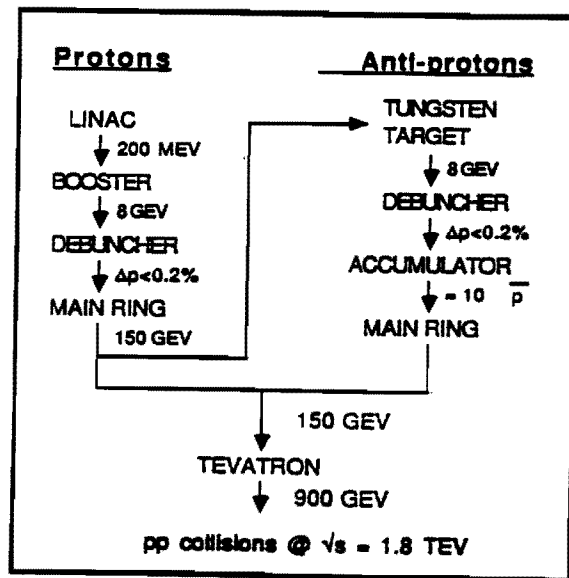 Protons
LINAC
200 MEV
BOOSTER
8 GEV
DEBUNCHER
Δp<0.2%
MAIN RING
150 GEV
Anti-protons
TUNGSTEN
TARGET
8 GEV
DEBUNCHER
Δp<0.2%
ACCUMULATOR
= 10 p̅
MAIN RING
150 GEV
TEVATRON
900 GEV
pp collisions @ √s = 1.8 TEV